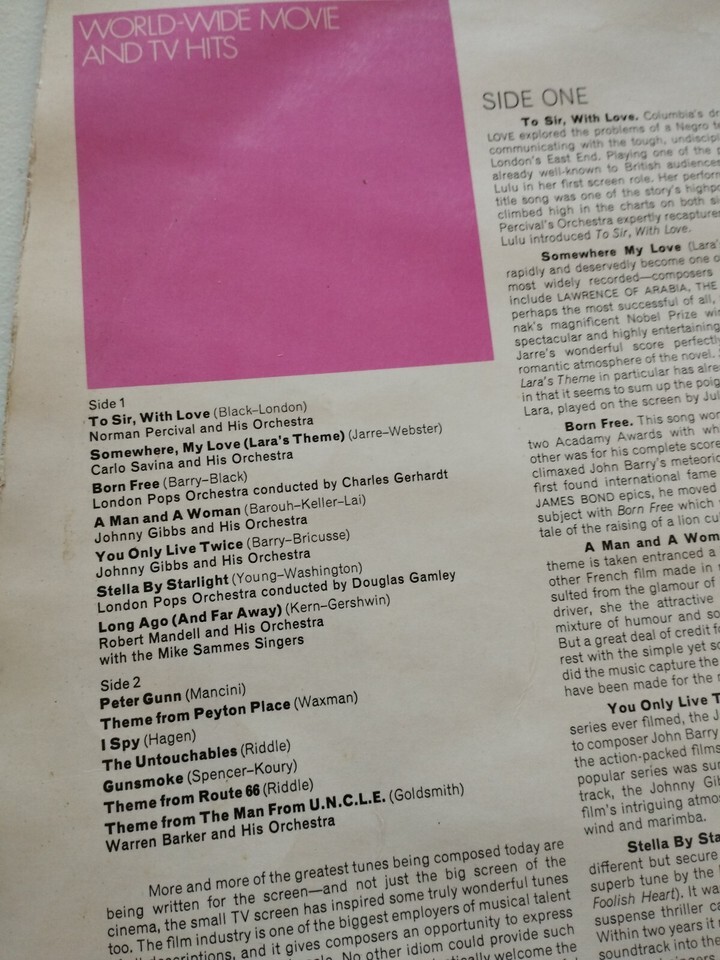 WORLD-WIDE MOVIE
AND TV HITS
Side 1
To Sir, With Love (Black–London)
Norman Percival and His Orchestra
Somewhere, My Love (Lara's Theme) (Jarre–Webster)
Carlo Savina and His Orchestra
Born Free (Barry–Black)
London Pops Orchestra conducted by Charles Gerhardt
A Man and A Woman (Barouh–Keller–Lai)
Johnny Gibbs and His Orchestra
You Only Live Twice (Barry–Bricusse)
Johnny Gibbs and His Orchestra
Stella By Starlight (Young–Washington)
London Pops Orchestra conducted by Douglas Gamley
Long Ago (And Far Away) (Kern–Gershwin)
Robert Mandell and His Orchestra
with the Mike Sammes Singers
Side 2
Peter Gunn (Mancini)
Theme from Peyton Place (Waxman)
I Spy (Hagen)
The Untouchables (Riddle)
Gunsmoke (Spencer–Koury)
Theme from Route 66 (Riddle)
Theme from The Man From U.N.C.L.E. (Goldsmith)
Warren Barker and His Orchestra
More and more of the greatest tunes being composed today are
being written for the screen—and not just the big screen of the
cinema, the small TV screen has inspired some truly wonderful tunes
too. The film industry is one of the biggest employers of musical talent
of all descriptions, and it gives composers an opportunity to express
No other idiom could provide such
welcome the
SIDE ONE
To Sir, With Love. Columbia's
LOVE explored the problems of a Negro
communicating with the tough,
London's East End. Playing one of the
already well-known to British audiences
Lulu in her first screen role. Her
title song was one of the story's
climbed high in the charts on both
Percival's Orchestra expertly
Lulu introduced To Sir, With Love.
Somewhere My Love
rapidly and deservedly become one
most widely recorded—composers
include LAWRENCE OF ARABIA, THE
perhaps the most successful of all,
nak's magnificent Nobel Prize
spectacular and highly entertaining
Jarre's wonderful score
romantic atmosphere of the novel.
Lara's Theme in particular has
in that it seems to sum up the
Lara, played on the screen by
Born Free. This song
two Acadamy Awards with
other was for his complete score
climaxed John Barry's
first found international fame
JAMES BOND epics, he moved
subject with Born Free which
tale of the raising of a lion
A Man and A
theme is taken entranced a
other French film made in
sulted from the glamour of
driver, she the attractive
mixture of humour and
But a great deal of credit
rest with the simple yet
did the music capture the
have been made for the
You Only Live
series ever filmed, the
to composer John Barry
the action-packed films
popular series was
track, the Johnny
film's intriguing
wind and marimba.
Stella By
different but secure
superb tune by the
Foolish Heart). It
suspense thriller
Within two years it
soundtrack into the